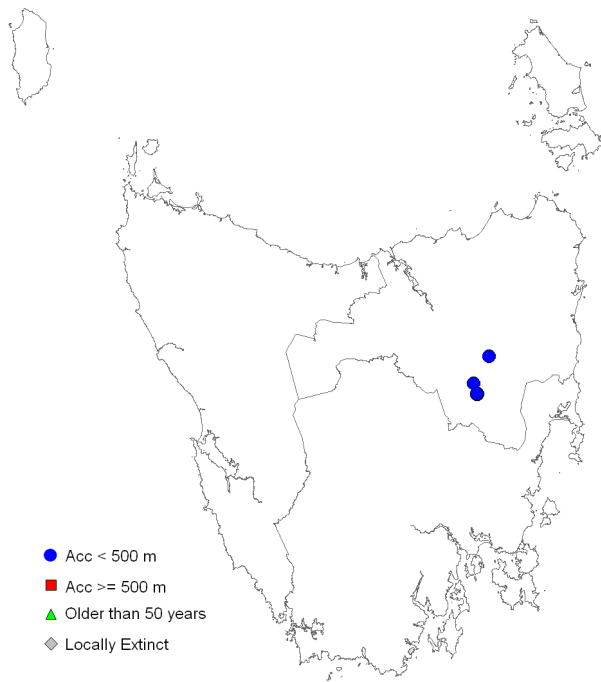 Acc < 500 m
Acc >= 500 m
Older than 50 years
Locally Extinct